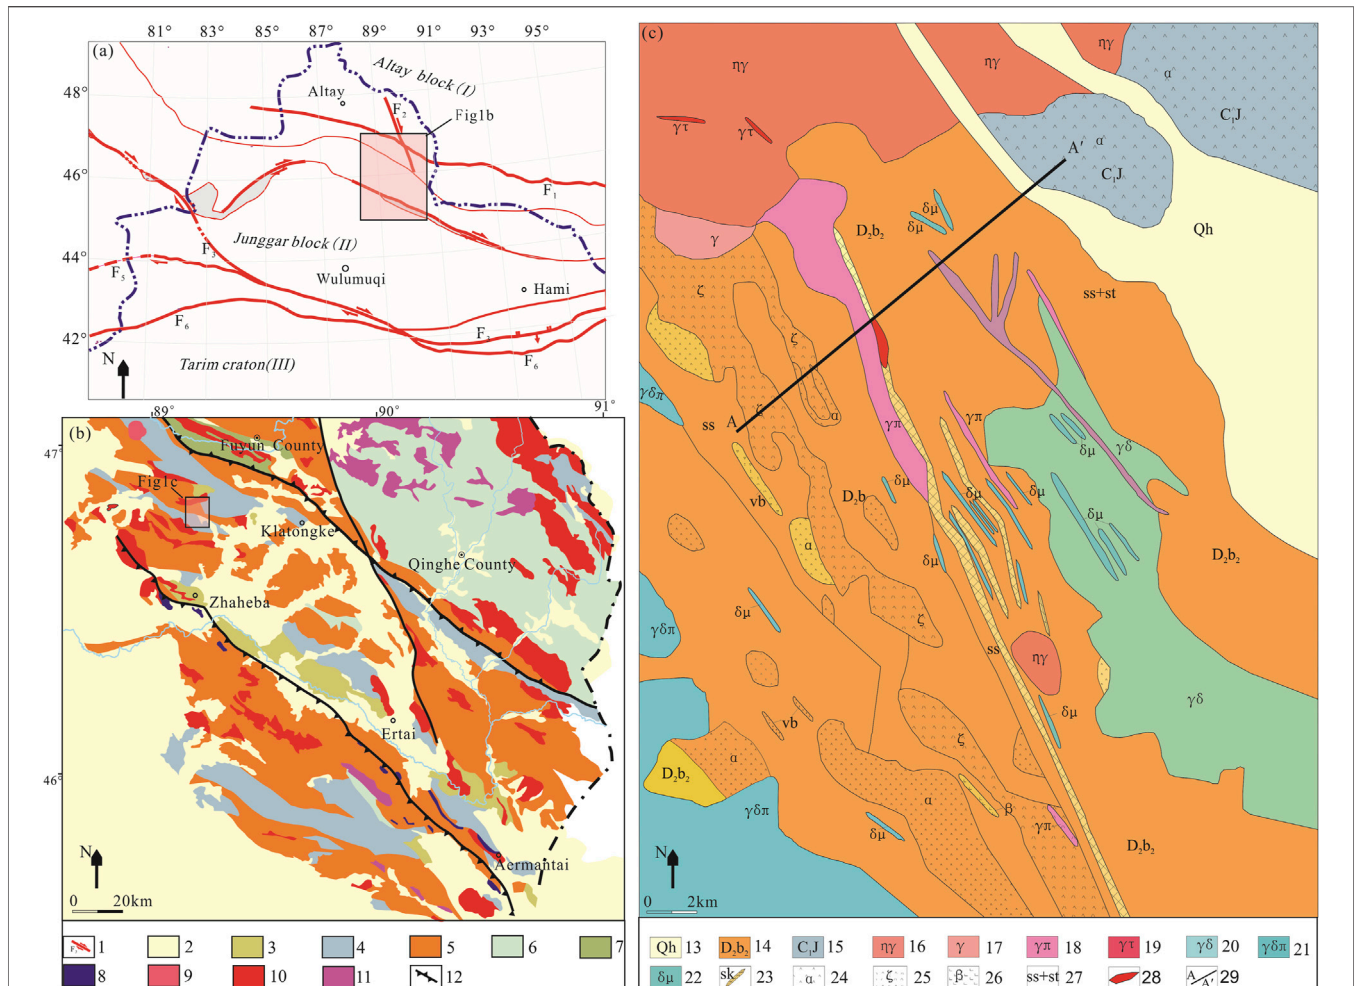 81° 83° 85° 87° 89° 91° 93° 95°
(a)
48°
46°
44°
42°
Altay block (I)
Altay
F₂
Fig1b
F₁
Junggar block (II)
F₃
F₅
Wulumuqi
Hami
F₆
F₇
F₆
Tarim craton(III)
N
(b)
89° 90° 91°
47°
46°
Fuyun County
Fig1c
Klatongke
Qinghe County
Zhaheba
Ertai
Aermantai
N
0 20km
1 2 3 4 5 6 7
8 9 10 11 12
(c)
ηγ ηγ ηγ
α
C₁J
γτ γτ
A′ α
C₁J
δμ
δμ
D₂b₂
Qh
γ
ζ
ss+st
ζ
γδπ
ss A ζ α
γπ
γπ
δμ γδ
vb
D₂b
δμ
δμ δμ
α
δμ
δμ
D₂b₂
δμ
γδπ
ζ
ss
ηγ
γδ
δμ
vb
ζ
α
D₂b₂
γδπ
α
β
γπ
δμ
D₂b₂
N
0 2km
Qh 13 D₂b₂ 14 C₁J 15 ηγ 16 γ 17 γπ 18 γτ 19 γδ 20 γδπ 21
δμ 22 sk 23 α 24 ζ 25 β 26 ss+st 27 28 A A′ 29